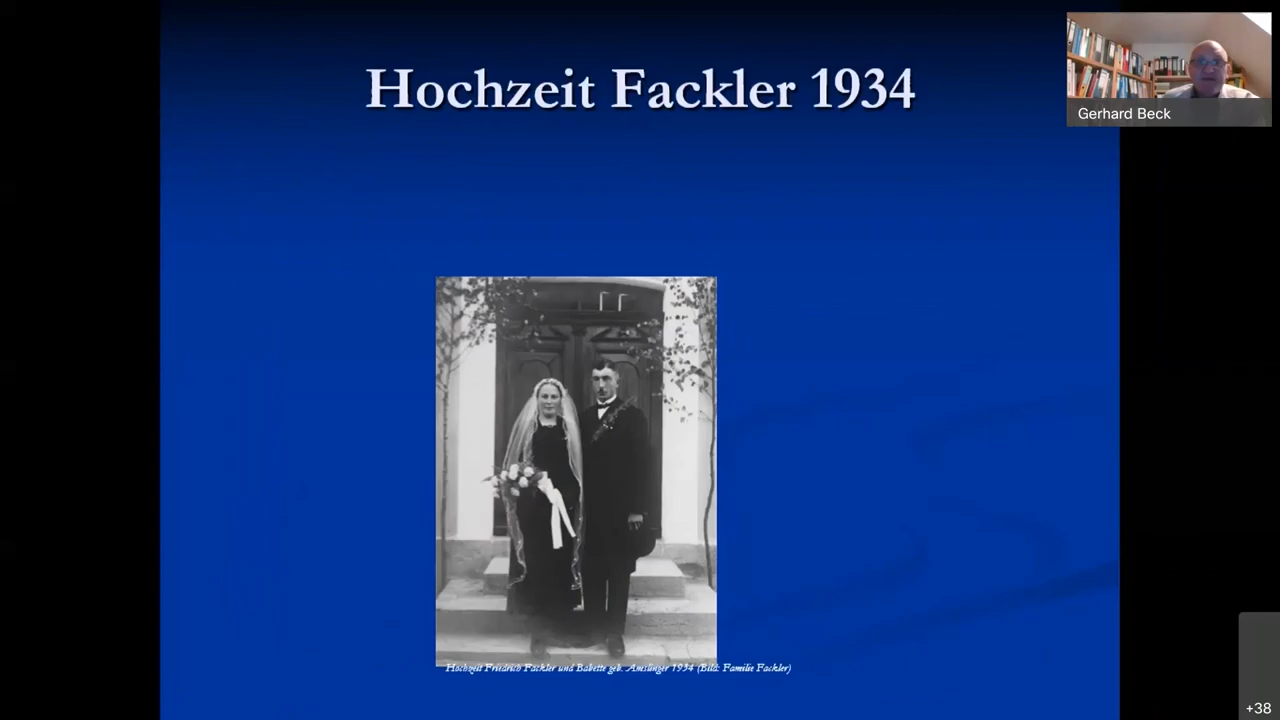 Hochzeit Fackler 1934
Gerhard Beck
Hochzeit Friedrich Fackler und Babette geb. Amslinger 1934 (Bild: Familie Fackler)
+38